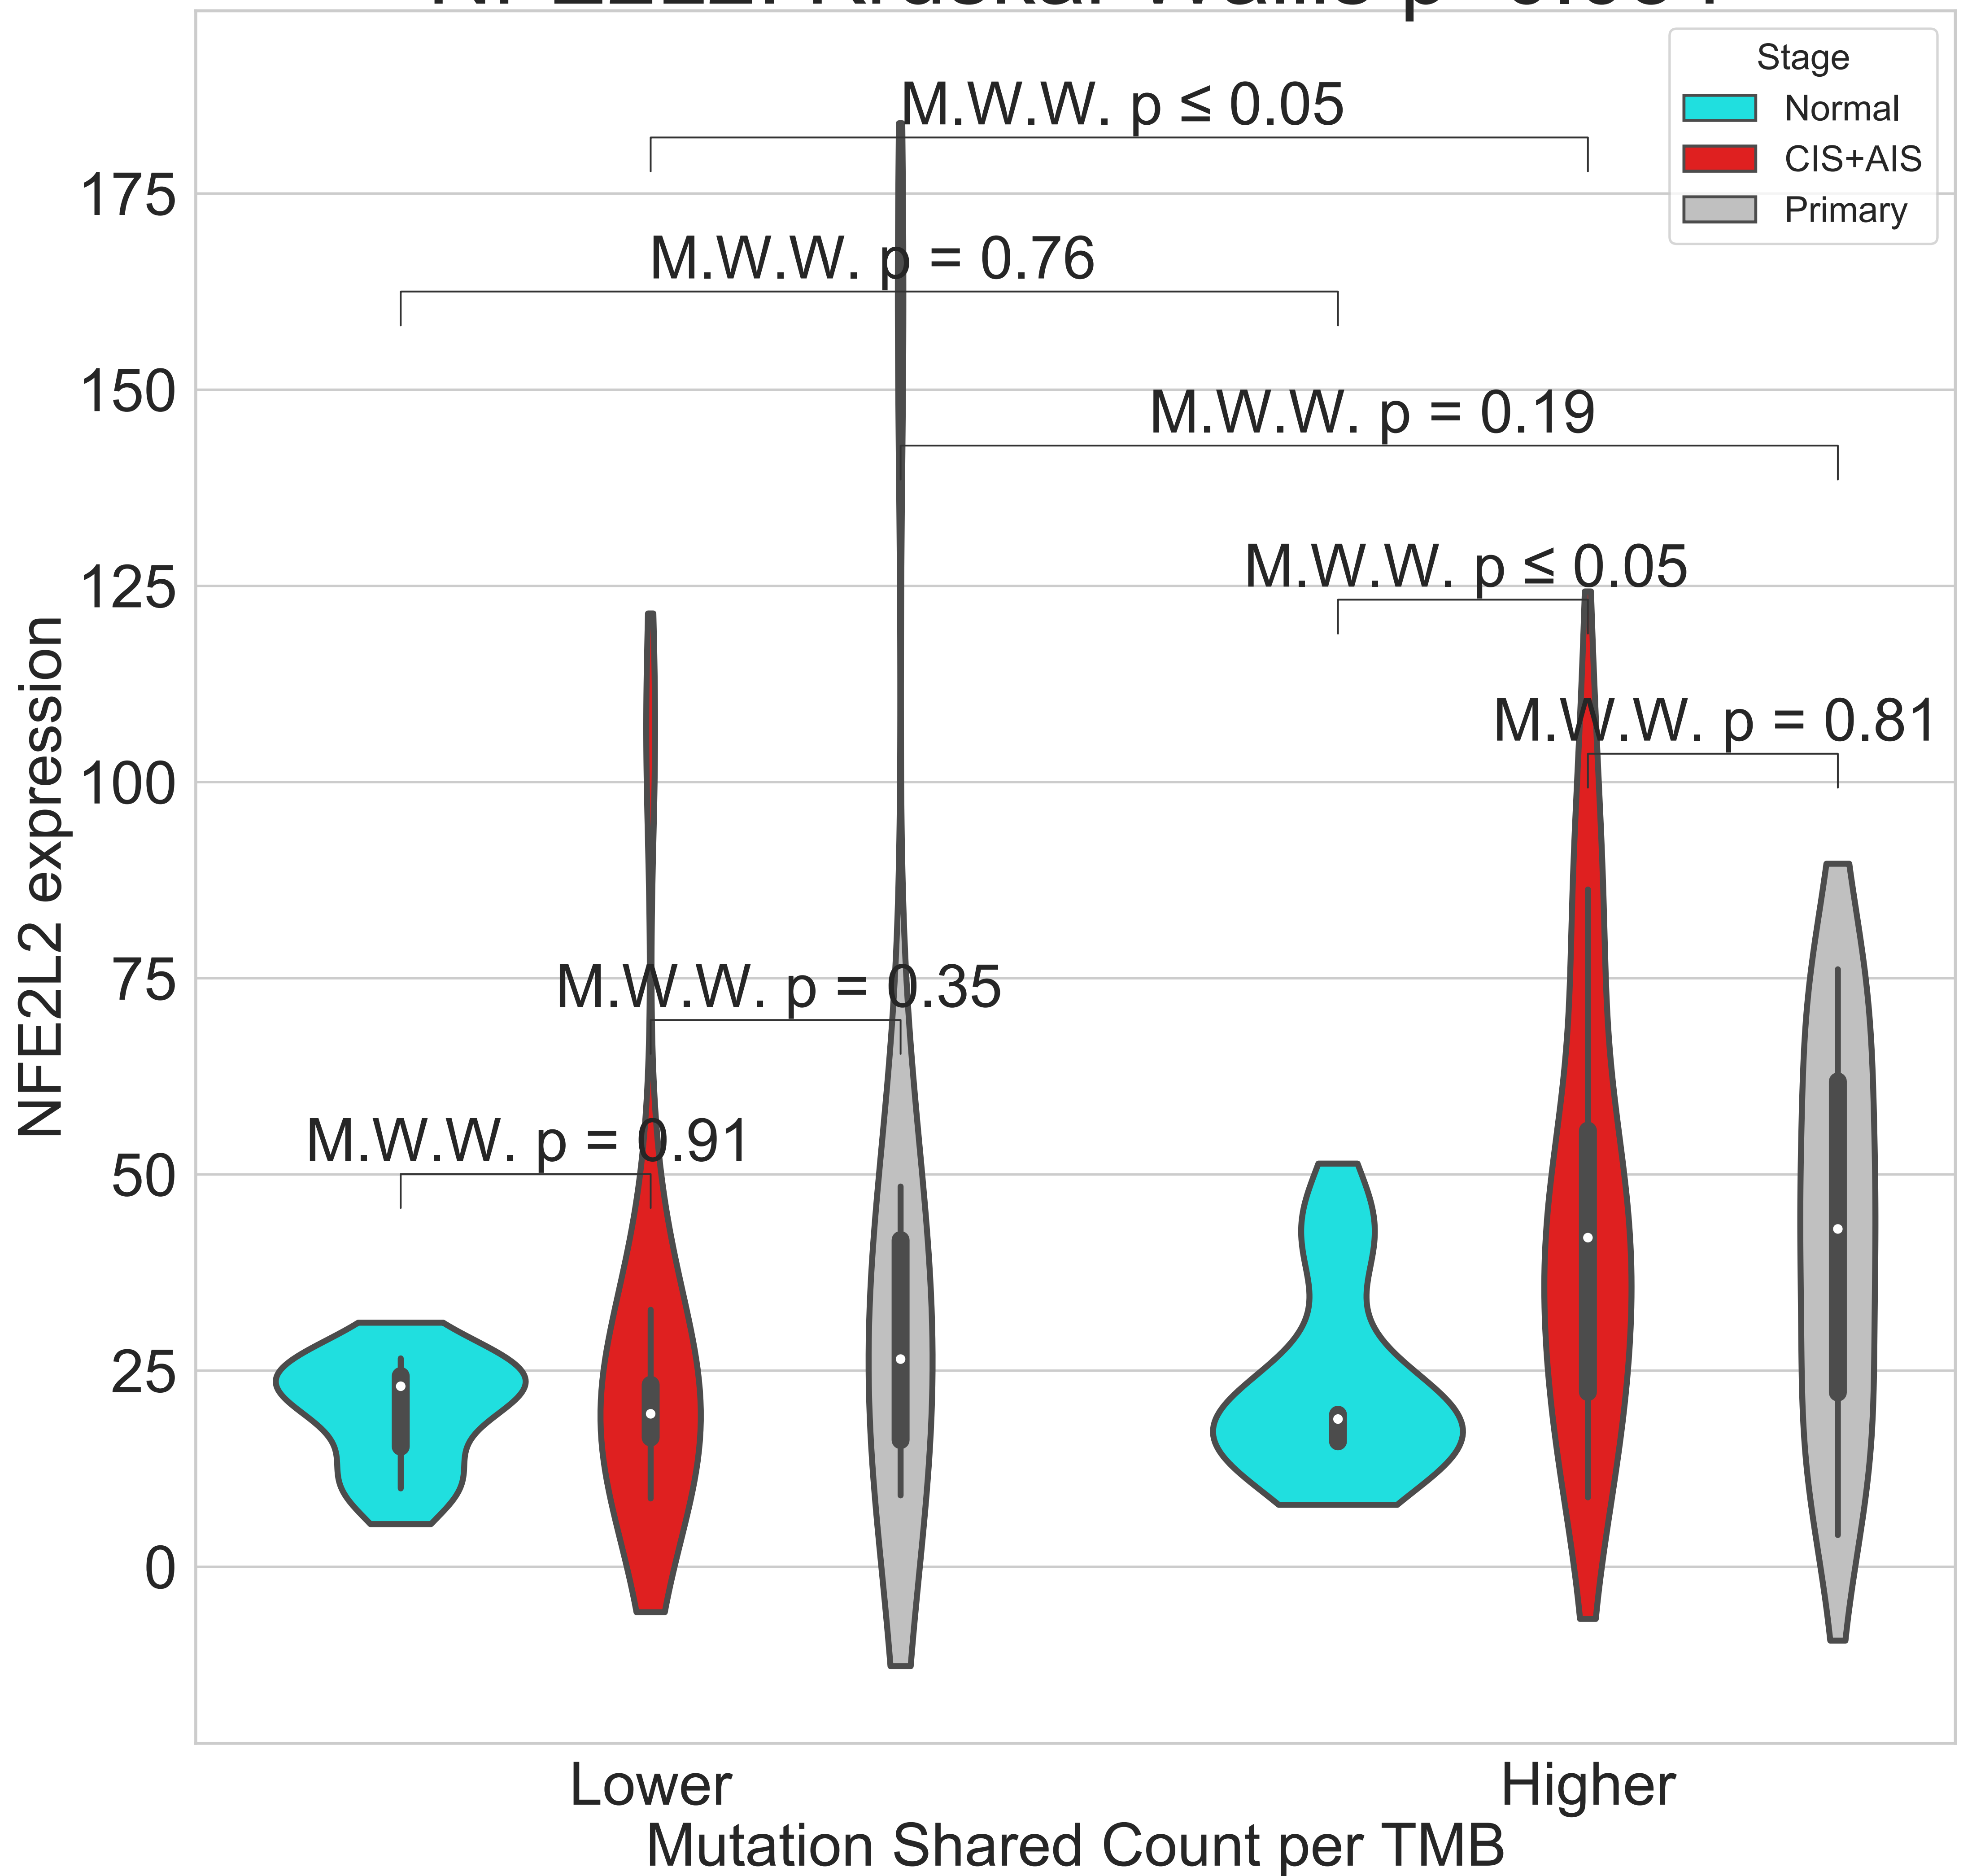 Stage
Normal
CIS+AIS
Primary
M.W.W. p ≤ 0.05
M.W.W. p = 0.76
M.W.W. p = 0.19
M.W.W. p ≤ 0.05
M.W.W. p = 0.81
M.W.W. p = 0.35
M.W.W. p = 0.91
175
150
125
100
75
50
25
0
NFE2L2 expression
Lower
Higher
Mutation Shared Count per TMB